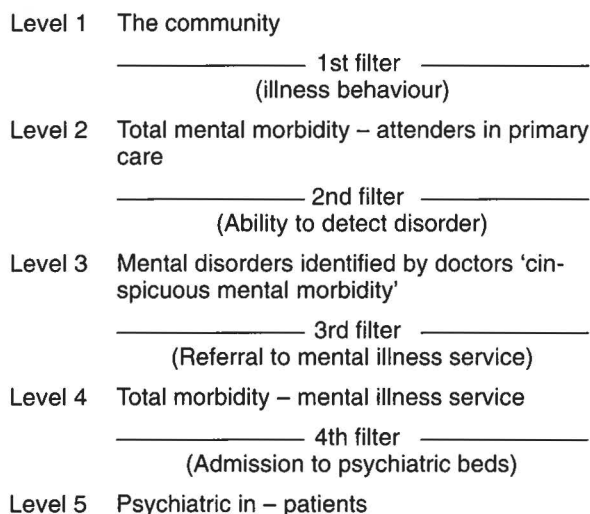 Level 1 The community
1st filter
(illness behaviour)
Level 2 Total mental morbidity – attenders in primary
care
2nd filter
(Ability to detect disorder)
Level 3 Mental disorders identified by doctors 'cin-
spicuous mental morbidity'
3rd filter
(Referral to mental illness service)
Level 4 Total morbidity – mental illness service
4th filter
(Admission to psychiatric beds)
Level 5 Psychiatric in – patients